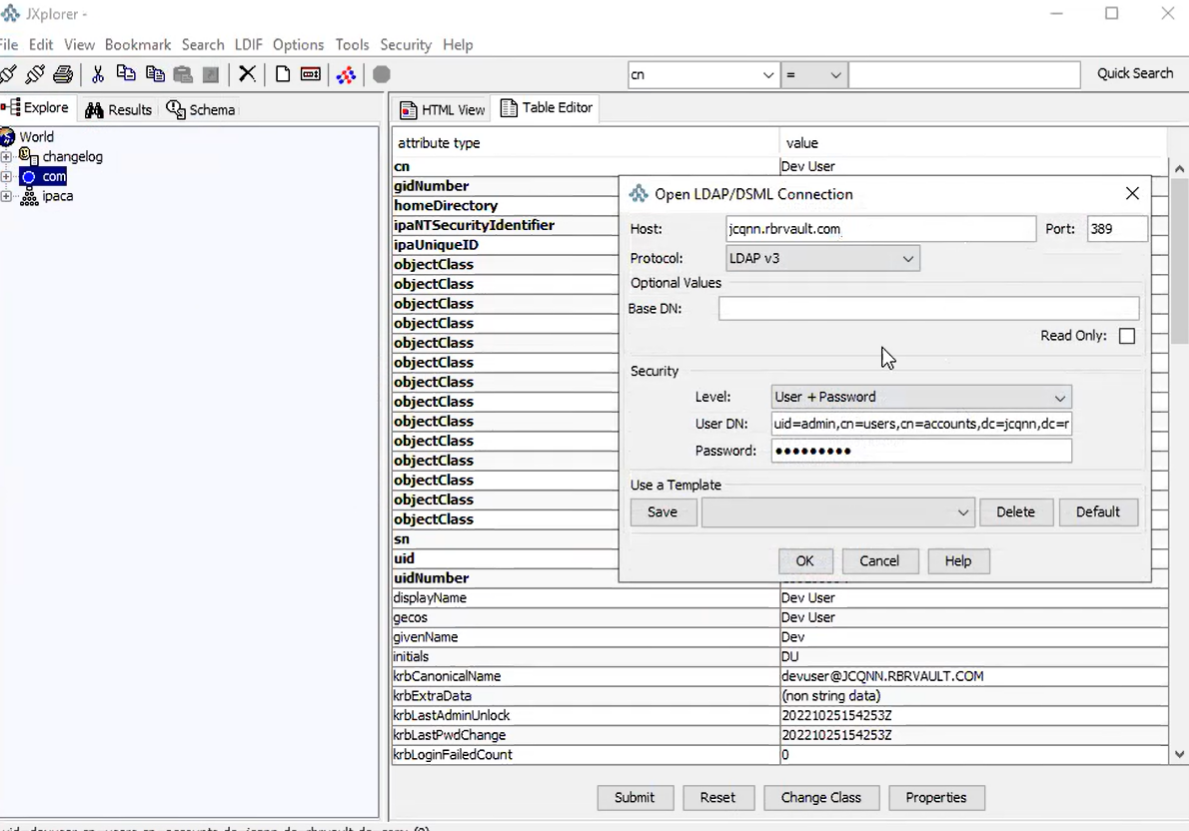 JXplorer -
File Edit View Bookmark Search LDIF Options Tools Security Help
cn = Quick Search
Explore Results Schema HTML View Table Editor
World
changelog
com
ipaca
attribute type value
cn Dev User
gidNumber
homeDirectory
ipaNTSecurityIdentifier
ipaUniqueID
objectClass
objectClass
objectClass
objectClass
objectClass
objectClass
objectClass
objectClass
objectClass
objectClass
objectClass
objectClass
objectClass
objectClass
sn
uid
uidNumber
displayName Dev User
gecos Dev User
givenName Dev
initials DU
krbCanonicalName devuser@JCQNN.RBRVAULT.COM
krbExtraData (non string data)
krbLastAdminUnlock 20221025154253Z
krbLastPwdChange 20221025154253Z
krbLoginFailedCount 0
Submit Reset Change Class Properties
Open LDAP/DSML Connection
Host: jcqnn.rbrvault.com Port: 389
Protocol: LDAP v3
Optional Values
Base DN:
Read Only:
Security
Level: User + Password
User DN: uid=admin,cn=users,cn=accounts,dc=jcqnn,dc=r
Password: •••••••••
Use a Template
Save Delete Default
OK Cancel Help